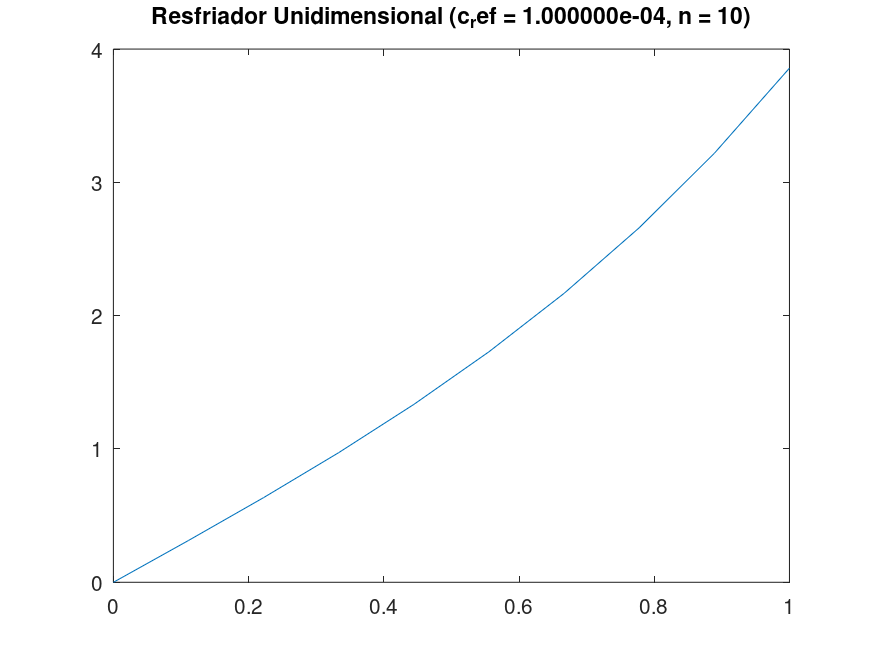 Resfriador Unidimensional (cᵣef = 1.000000e-04, n = 10)
4
3
2
1
0
0 0.2 0.4 0.6 0.8 1